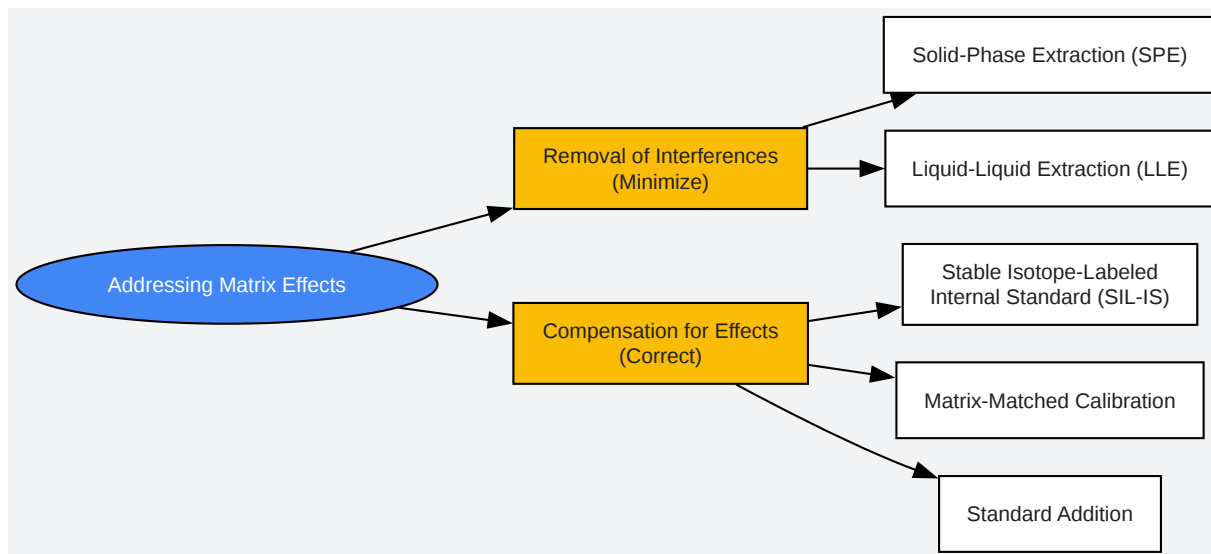 Solid-Phase Extraction (SPE)
Removal of Interferences
(Minimize)
Liquid-Liquid Extraction (LLE)
Addressing Matrix Effects
Stable Isotope-Labeled
Internal Standard (SIL-IS)
Compensation for Effects
(Correct)
Matrix-Matched Calibration
Standard Addition